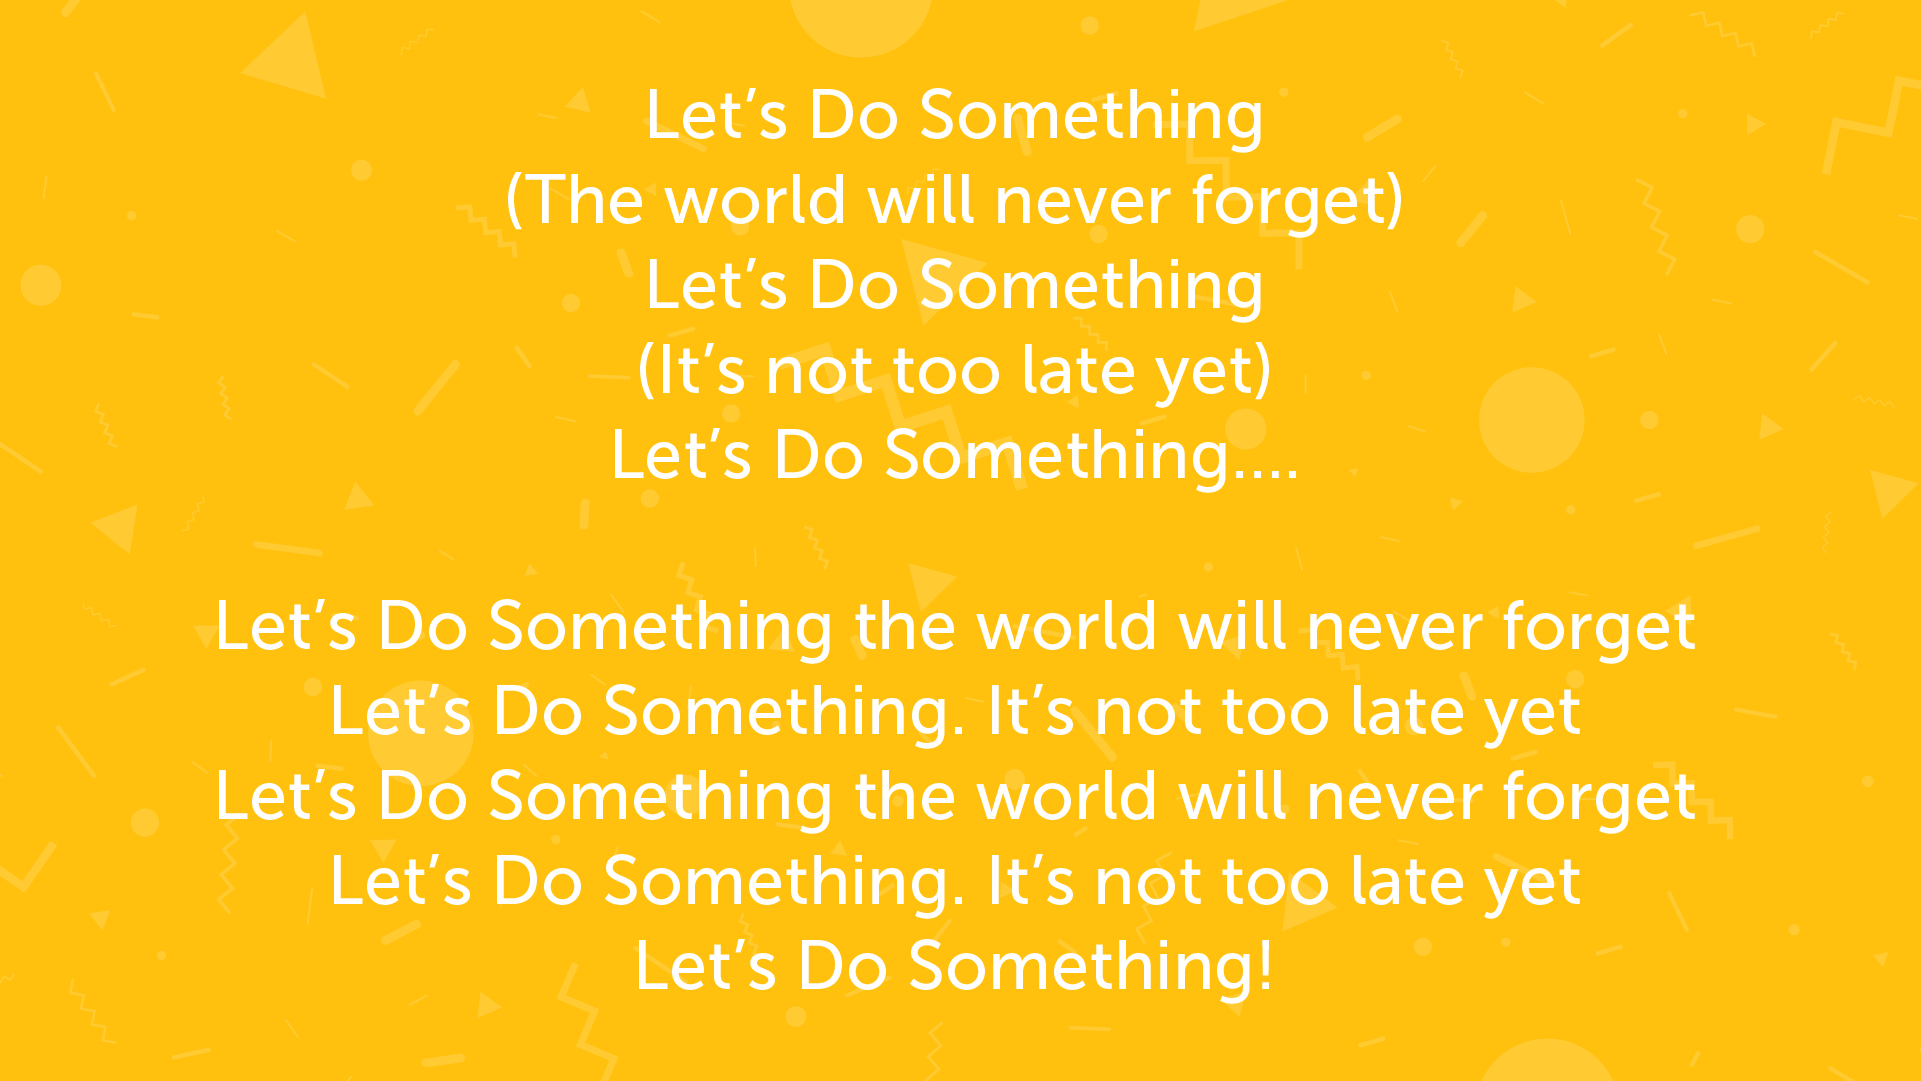 Let’s Do Something
(The world will never forget)
Let’s Do Something
(It’s not too late yet)
Let’s Do Something....
Let’s Do Something the world will never forget
Let’s Do Something. It’s not too late yet
Let’s Do Something the world will never forget
Let’s Do Something. It’s not too late yet
Let’s Do Something!